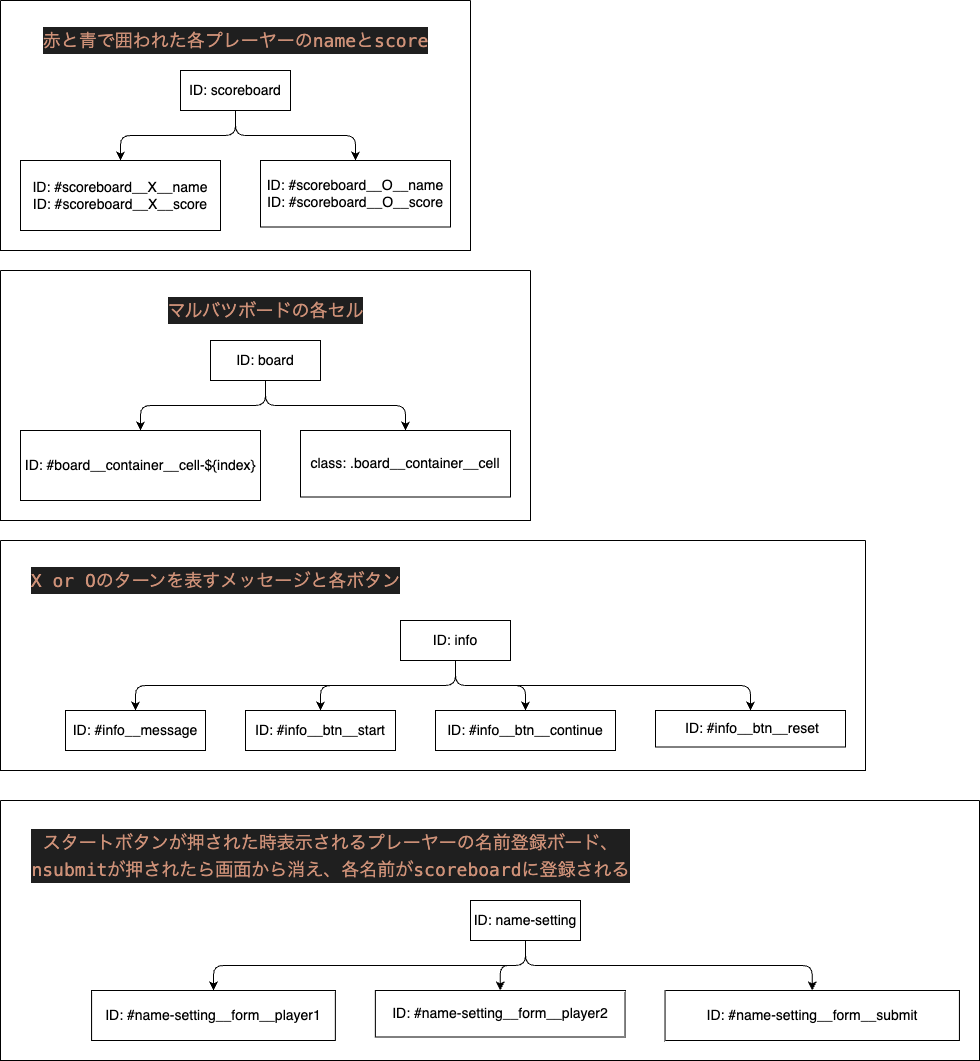 赤と青で囲われた各プレーヤーのnameとscore
ID: scoreboard
ID: #scoreboard__X__name
ID: #scoreboard__X__score
ID: #scoreboard__O__name
ID: #scoreboard__O__score
マルバツボードの各セル
ID: board
ID: #board__container__cell-${index}
class: .board__container__cell
X or Oのターンを表すメッセージと各ボタン
ID: info
ID: #info__message
ID: #info__btn__start
ID: #info__btn__continue
ID: #info__btn__reset
スタートボタンが押された時表示されるプレーヤーの名前登録ボード、
nsubmitが押されたら画面から消え、各名前がscoreboardに登録される
ID: name-setting
ID: #name-setting__form__player1
ID: #name-setting__form__player2
ID: #name-setting__form__submit